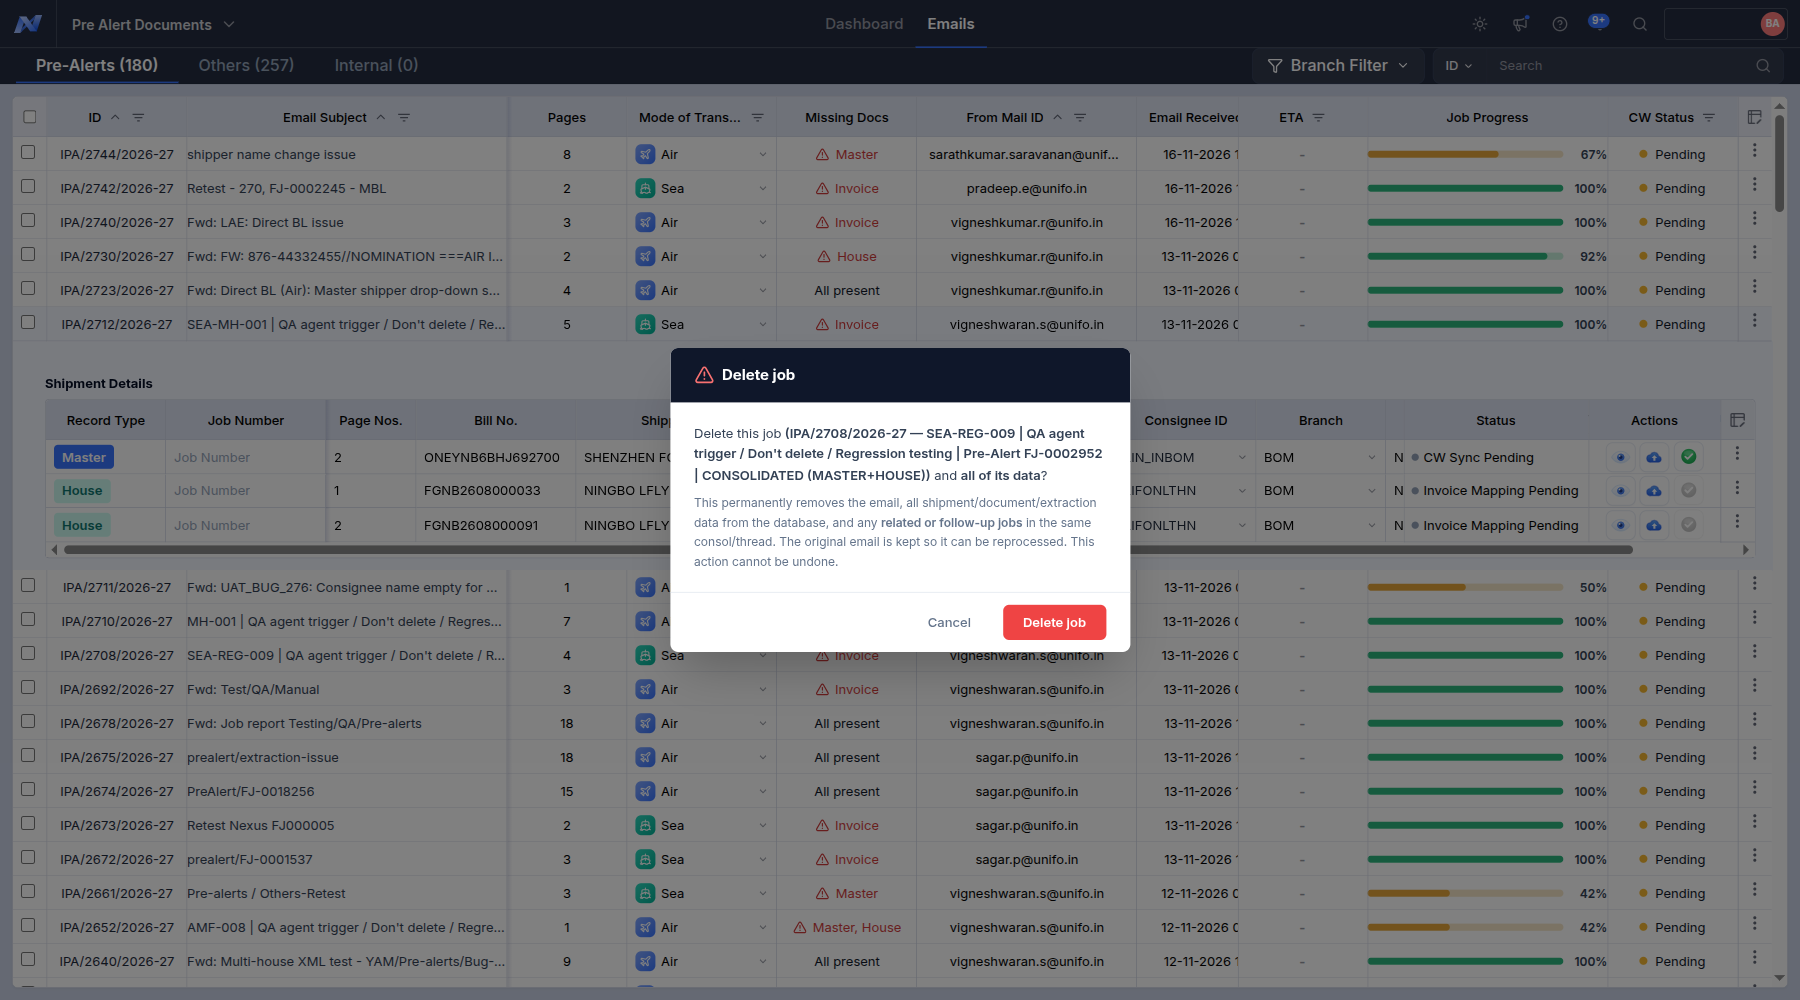 Pre Alert Documents
Dashboard
Emails
9+
BA
Pre-Alerts (180)
Others (257)
Internal (0)
Branch Filter
ID
Search
ID Email Subject Pages Mode of Trans... Missing Docs From Mail ID Email Received ETA Job Progress CW Status
IPA/2744/2026-27 shipper name change issue 8 Air Master sarathkumar.saravanan@unif... 16-11-2026 1 - 67% Pending
IPA/2742/2026-27 Retest - 270, FJ-0002245 - MBL 2 Sea Invoice pradeep.e@unifo.in 16-11-2026 - 100% Pending
IPA/2740/2026-27 Fwd: LAE: Direct BL issue 3 Air Invoice vigneshkumar.r@unifo.in 16-11-2026 - 100% Pending
IPA/2730/2026-27 Fwd: FW: 876-44332455//NOMINATION ===AIR I... 2 Air House vigneshkumar.r@unifo.in 13-11-2026 0 - 92% Pending
IPA/2723/2026-27 Fwd: Direct BL (Air): Master shipper drop-down s... 4 Air All present vigneshkumar.r@unifo.in 13-11-2026 0 - 100% Pending
IPA/2712/2026-27 SEA-MH-001 | QA agent trigger / Don't delete / Re... 5 Sea Invoice vigneshwaran.s@unifo.in 13-11-2026 0 - 100% Pending
Shipment Details
Record Type Job Number Page Nos. Bill No. Shipp Consignee ID Branch Status Actions
Master Job Number 2 ONEYNB6BHJ692700 SHENZHEN FO IN_INBOM BOM N CW Sync Pending
House Job Number 1 FGNB2608000033 NINGBO LFLY IFONLTHN BOM N Invoice Mapping Pending
House Job Number 2 FGNB2608000091 NINGBO LFLY IFONLTHN BOM N Invoice Mapping Pending
Delete job
Delete this job (IPA/2708/2026-27 — SEA-REG-009 | QA agent
trigger / Don't delete / Regression testing | Pre-Alert FJ-0002952
| CONSOLIDATED (MASTER+HOUSE)) and all of its data?
This permanently removes the email, all shipment/document/extraction
data from the database, and any related or follow-up jobs in the same
consol/thread. The original email is kept so it can be reprocessed. This
action cannot be undone.
Cancel
Delete job
IPA/2711/2026-27 Fwd: UAT_BUG_276: Consignee name empty for ... 1 A 13-11-2026 0 - 50% Pending
IPA/2710/2026-27 MH-001 | QA agent trigger / Don't delete / Regres... 7 A 13-11-2026 0 - 100% Pending
IPA/2708/2026-27 SEA-REG-009 | QA agent trigger / Don't delete / R... 4 Sea Invoice vigneshwaran.s@unifo.in 13-11-2026 0 - 100% Pending
IPA/2692/2026-27 Fwd: Test/QA/Manual 3 Air Invoice vigneshwaran.s@unifo.in 13-11-2026 0 - 100% Pending
IPA/2678/2026-27 Fwd: Job report Testing/QA/Pre-alerts 18 Air All present vigneshwaran.s@unifo.in 13-11-2026 - 100% Pending
IPA/2675/2026-27 prealert/extraction-issue 18 Air All present sagar.p@unifo.in 13-11-2026 1 - 100% Pending
IPA/2674/2026-27 PreAlert/FJ-0018256 15 Air All present sagar.p@unifo.in 13-11-2026 1 - 100% Pending
IPA/2673/2026-27 Retest Nexus FJ000005 2 Sea Invoice sagar.p@unifo.in 13-11-2026 1 - 100% Pending
IPA/2672/2026-27 prealert/FJ-0001537 3 Sea Invoice sagar.p@unifo.in 13-11-2026 1 - 100% Pending
IPA/2661/2026-27 Pre-alerts / Others-Retest 3 Sea Master vigneshwaran.s@unifo.in 12-11-2026 0 - 42% Pending
IPA/2652/2026-27 AMF-008 | QA agent trigger / Don't delete / Regre... 1 Air Master, House vigneshwaran.s@unifo.in 12-11-2026 0 - 42% Pending
IPA/2640/2026-27 Fwd: Multi-house XML test - YAM/Pre-alerts/Bug-... 9 Air All present vigneshwaran.s@unifo.in 12-11-2026 1 - 100% Pending